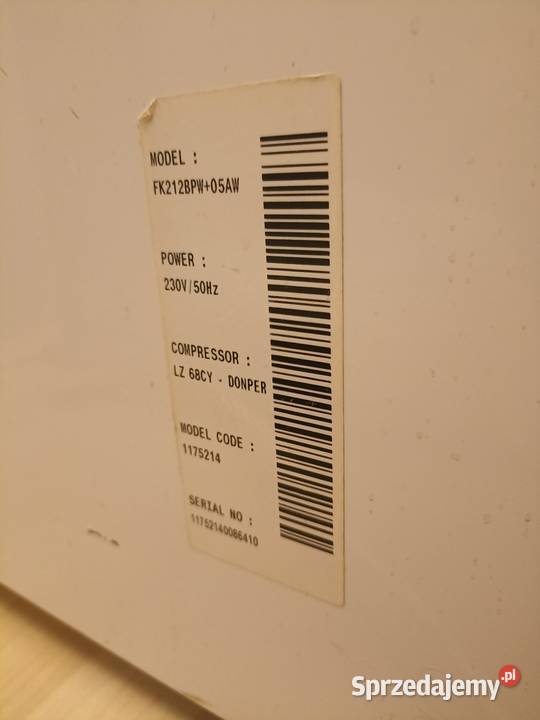 MODEL :
FK212BPW+05AW
POWER :
230V/50Hz
COMPRESSOR :
LZ 68CY - DONPER
MODEL CODE :
1175214
SERIAL NO :
11752140086410
Sprzedajemy.pl